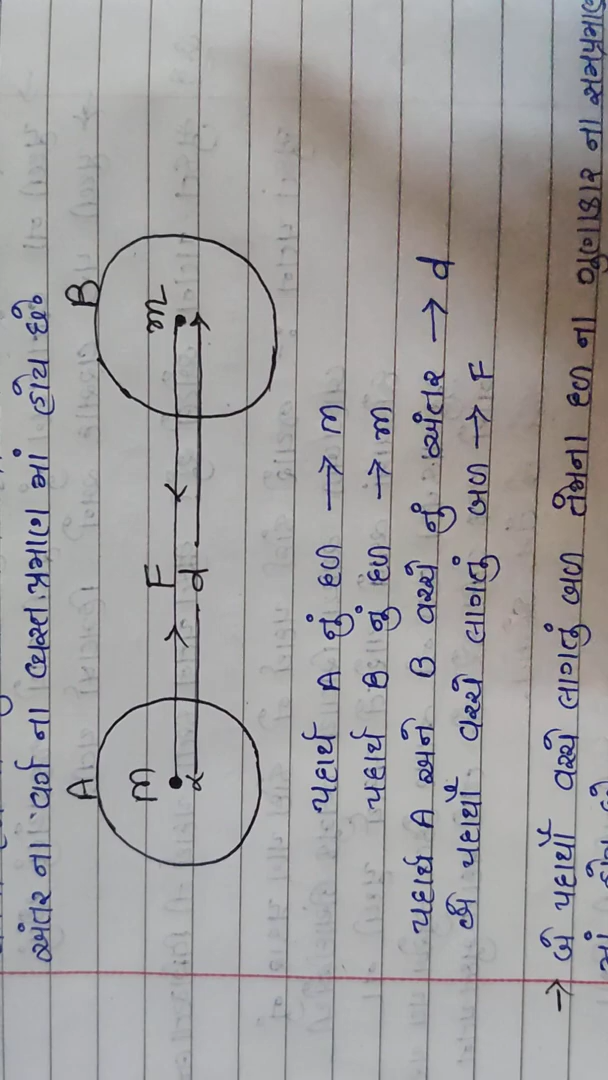 અંતર ના વર્ગ ના વ્યસ્ત પ્રમાણ માં હોય છે
A B
m m
F
d
પદાર્થ A નું દળ → m
પદાર્થ B નું દળ → m
પદાર્થ A અને B વચ્ચે નું અંતર → d
બે પદાર્થો વચ્ચે લાગતું બળ → F
→ બે પદાર્થો વચ્ચે લાગતું બળ તેમના દળ ના ગુણાકાર ના સમપ્રમાણ